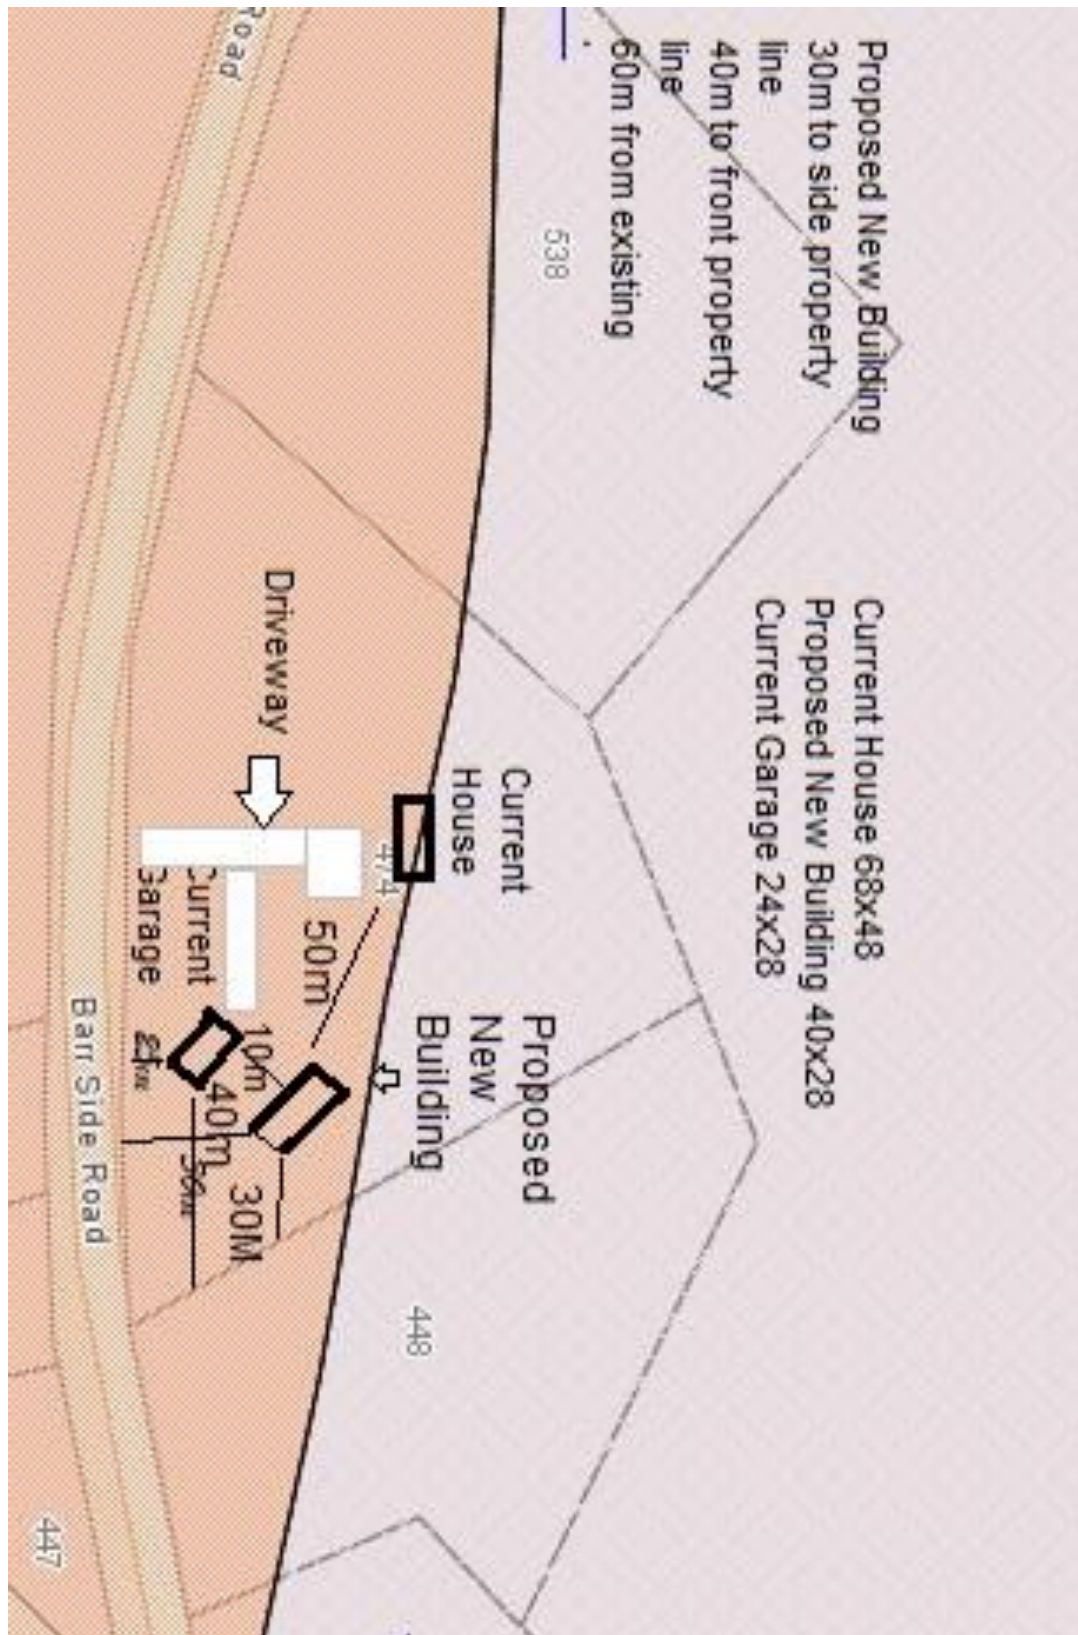 Proposed New Building
30m to side property
line
40m to front property
line
60m from existing
Current House 68x48
Proposed New Building 40x28
Current Garage 24x28
538
Road
Driveway
Current
House
474
50m
Proposed
New
Building
Current
Garage
10m
40m
30M
Barr Side Road
448
447